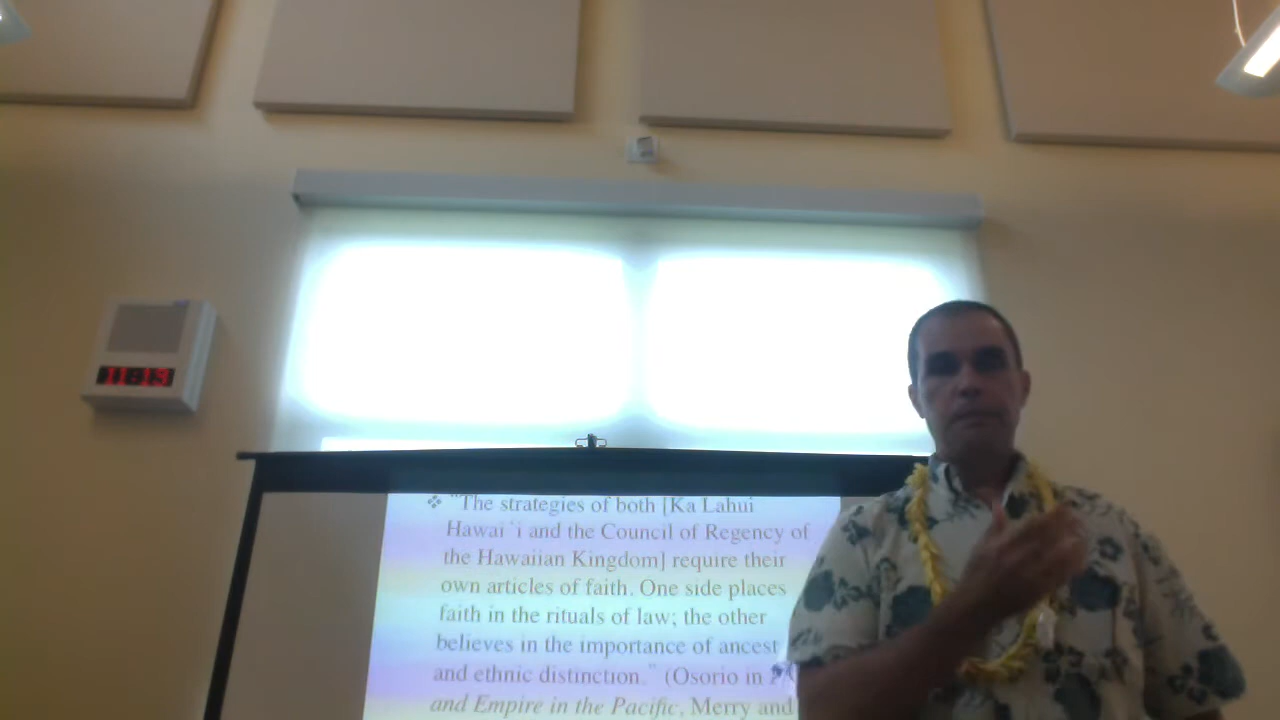 11:13
"The strategies of both [Ka Lahui
Hawai`i and the Council of Regency of
the Hawaiian Kingdom] require their
own articles of faith. One side places
faith in the rituals of law; the other
believes in the importance of ancest
and ethnic distinction." (Osorio in
and Empire in the Pacific, Merry and